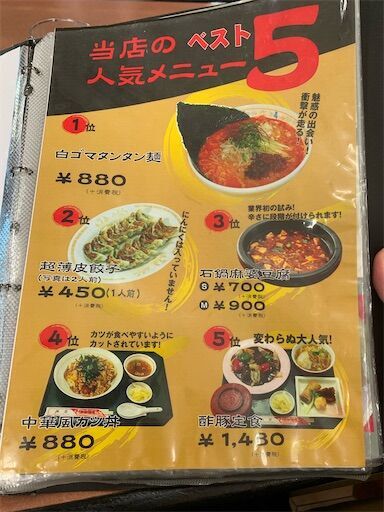 当店の ベスト5
人気メニュー
魅惑の出会い!
衝撃が走る!
1位
白ゴマタンタン麺
¥880
(+消費税)
2位
にんにくは入っていません!
超薄皮餃子
(写真は2人前)
¥450(1人前)
(+消費税)
3位
業界初の試み!
辛さに段階が付けられます!
石鍋麻婆豆腐
S ¥700
(+消費税)
M ¥900
(+消費税)
4位
カツが食べやすいように
カットされています!
中華風カツ丼
¥880
(+消費税)
5位
変わらぬ大人気!
酢豚定食
¥1,480
(+消費税)